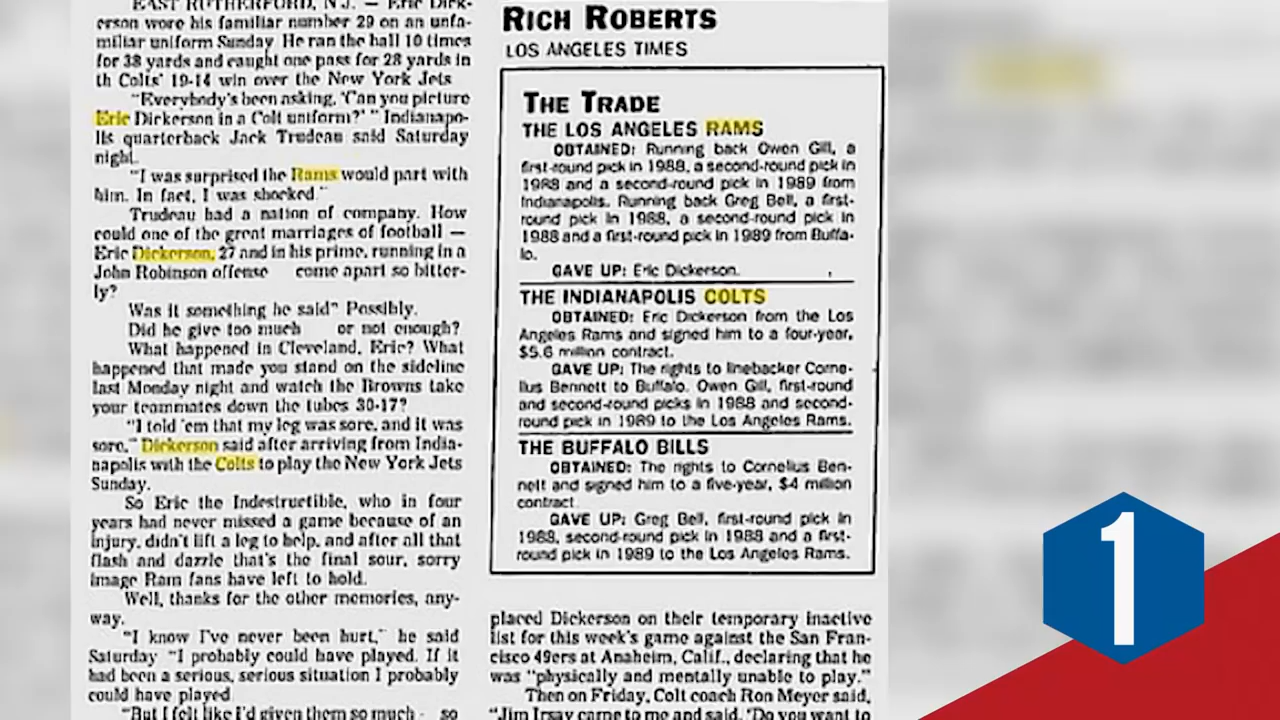 EAST RUTHERFORD, N.J. — Eric Dick-
erson wore his familiar number 29 on an unfa-
miliar uniform Sunday. He ran the ball 10 times
for 38 yards and caught one pass for 28 yards in
th Colts' 19-14 win over the New York Jets
"Everybody's been asking, 'Can you picture
Eric Dickerson in a Colt uniform?' " Indianapo-
lis quarterback Jack Trudeau said Saturday
night.
"I was surprised the Rams would part with
him. In fact, I was shocked."
Trudeau had a nation of company. How
could one of the great marriages of football —
Eric Dickerson, 27 and in his prime, running in a
John Robinson offense come apart so bitter-
ly?
Was it something he said" Possibly.
Did he give too much or not enough?
What happened in Cleveland, Eric? What
happened that made you stand on the sideline
last Monday night and watch the Browns take
your teammates down the tubes 30-17?
"I told 'em that my leg was sore, and it was
sore," Dickerson said after arriving from India-
napolis with the Colts to play the New York Jets
Sunday.
So Eric the Indestructible, who in four
years had never missed a game because of an
injury, didn't lift a leg to help, and after all that
flash and dazzle that's the final sour, sorry
image Ram fans have left to hold.
Well, thanks for the other memories, any-
way.
"I know I've never been hurt," he said
Saturday "I probably could have played. If it
had been a serious, serious situation I probably
could have played
"But I felt like I'd given them so much - so
RICH ROBERTS
LOS ANGELES TIMES
THE TRADE
THE LOS ANGELES RAMS
OBTAINED: Running back Owen Gill, a
first-round pick in 1988, a second-round pick in
1988 and a second-round pick in 1989 from
Indianapolis. Running back Greg Bell, a first-
round pick in 1988, a second-round pick in
1988 and a first-round pick in 1989 from Buffa-
lo.
GAVE UP: Eric Dickerson.
THE INDIANAPOLIS COLTS
OBTAINED: Eric Dickerson from the Los
Angeles Rams and signed him to a four-year,
$5.6 million contract.
GAVE UP: The rights to linebacker Corne-
lius Bennett to Buffalo. Owen Gill, first-round
and second-round picks in 1988 and second-
round pick in 1989 to the Los Angeles Rams.
THE BUFFALO BILLS
OBTAINED: The rights to Cornelius Ben-
nett and signed him to a five-year, $4 million
contract
GAVE UP: Greg Bell, first-round pick in
1988, second-round pick in 1988 and a first-
round pick in 1989 to the Los Angeles Rams.
placed Dickerson on their temporary inactive
list for this week's game against the San Fran-
cisco 49ers at Anaheim, Calif., declaring that he
was "physically and mentally unable to play."
Then on Friday, Colt coach Ron Meyer said,
"Jim Irsay came to me and said, 'Do you want to
1